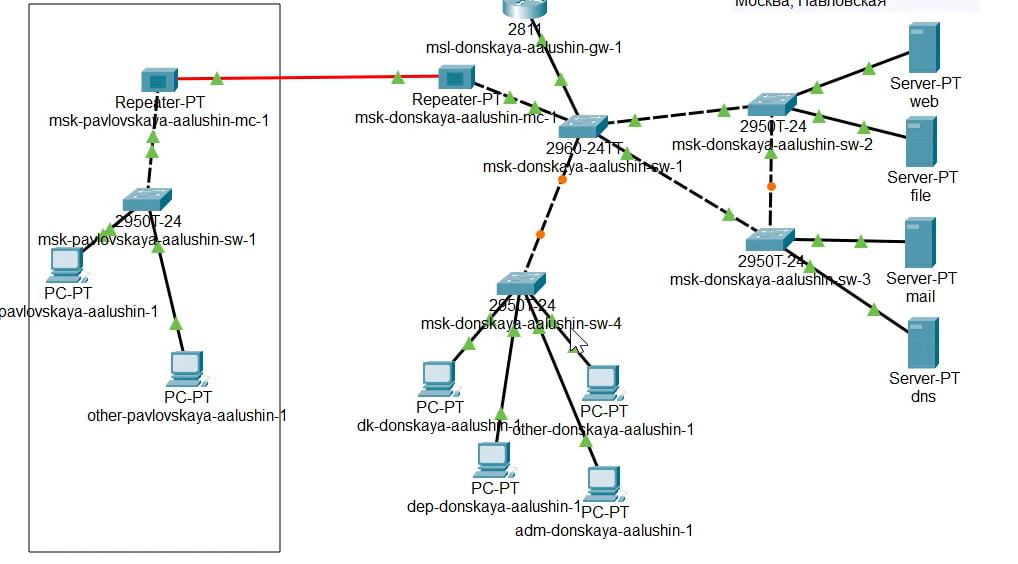 Москва, Павловская
2811
msl-donskaya-aalushin-gw-1
Repeater-PT
msk-pavlovskaya-aalushin-mc-1
Repeater-PT
msk-donskaya-aalushin-mc-1
2960-24TT
msk-donskaya-aalushin-sw-1
2950T-24
msk-donskaya-aalushin-sw-2
Server-PT
web
Server-PT
file
2950T-24
msk-pavlovskaya-aalushin-sw-1
PC-PT
pavlovskaya-aalushin-1
2950T-24
msk-donskaya-aalushin-sw-3
Server-PT
mail
2950T-24
msk-donskaya-aalushin-sw-4
Server-PT
dns
PC-PT
other-pavlovskaya-aalushin-1
PC-PT
dk-donskaya-aalushin-1
PC-PT
other-donskaya-aalushin-1
PC-PT
dep-donskaya-aalushin-1
PC-PT
adm-donskaya-aalushin-1